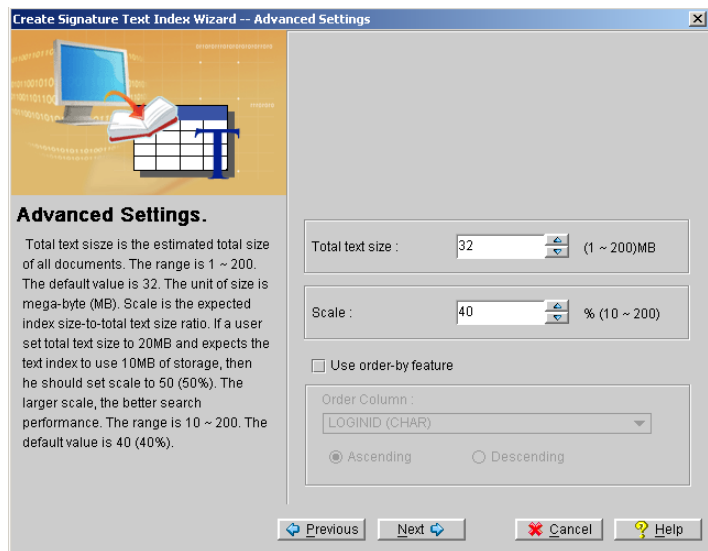 Create Signature Text Index Wizard -- Advanced Settings
T
Advanced Settings.
Total text sisze is the estimated total size
of all documents. The range is 1 ~ 200.
The default value is 32. The unit of size is
mega-byte (MB). Scale is the expected
index size-to-total text size ratio. If a user
set total text size to 20MB and expects the
text index to use 10MB of storage, then
he should set scale to 50 (50%). The
larger scale, the better search
performance. The range is 10 ~ 200. The
default value is 40 (40%).
Total text size : 32 (1 ~ 200)MB
Scale : 40 % (10 ~ 200)
Use order-by feature
Order Column :
LOGINID (CHAR)
Ascending Descending
Previous Next Cancel Help